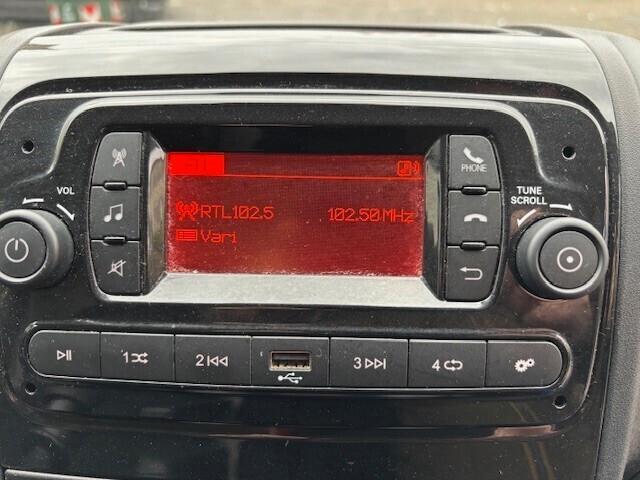 VOL
PHONE
TUNE
SCROLL
RTL102.5 102.50 MHz
Vari
1 2 3 4